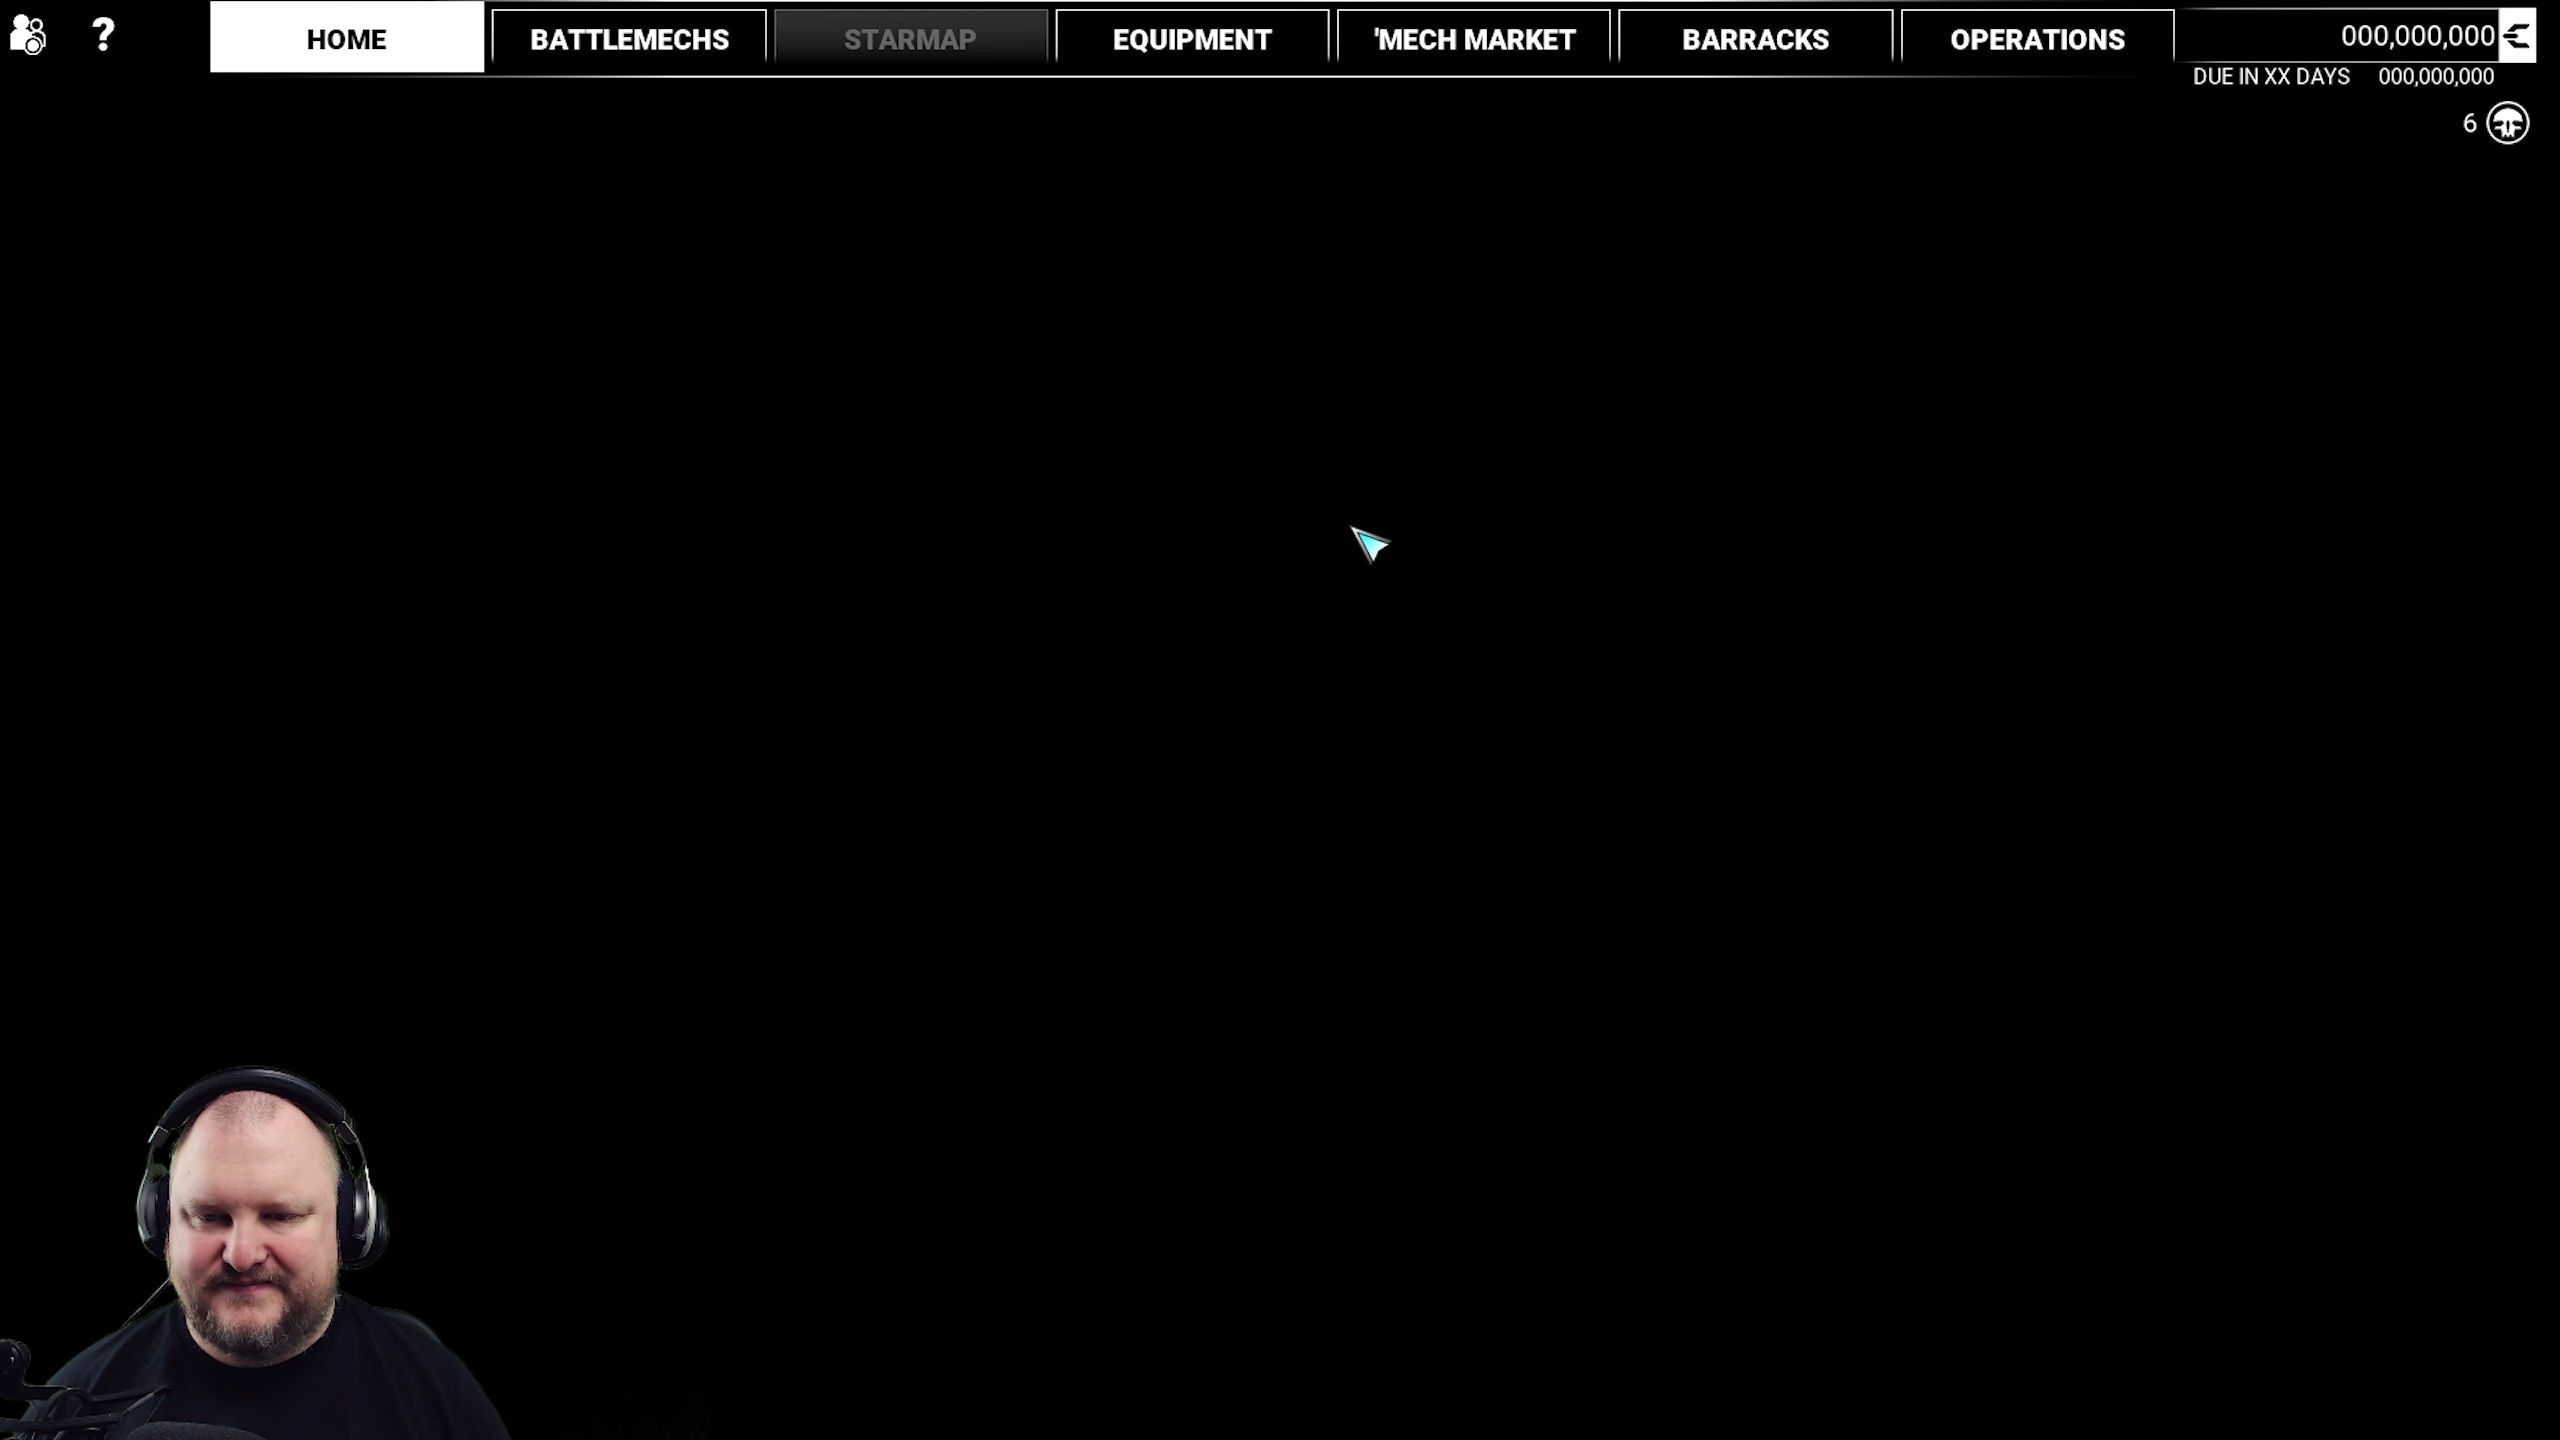 ? HOME BATTLEMECHS STARMAP EQUIPMENT 'MECH MARKET BARRACKS OPERATIONS 000,000,000
DUE IN XX DAYS 000,000,000
6